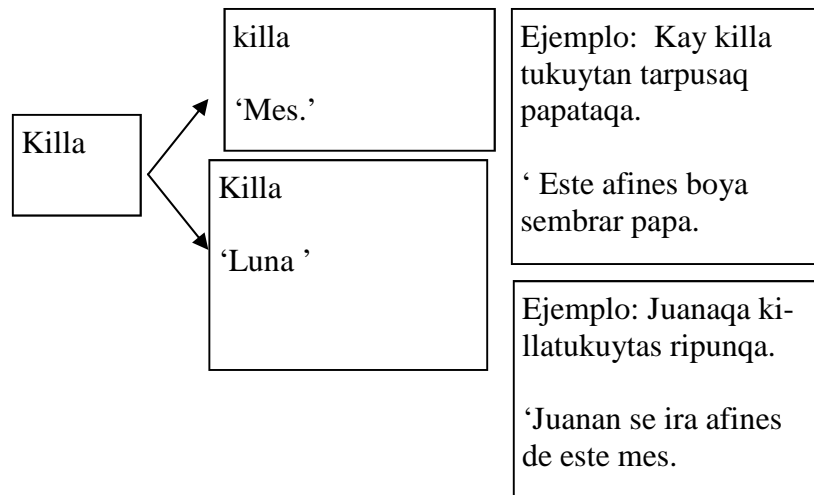 Killa
killa
‘Mes.’
Killa
‘Luna ’
Ejemplo:  Kay killa
tukuytan tarpusaq
papataqa.
‘ Este afines boya
sembrar papa.
Ejemplo: Juanaqa ki-
llatukuytas ripunqa.
‘Juanan se ira afines
de este mes.